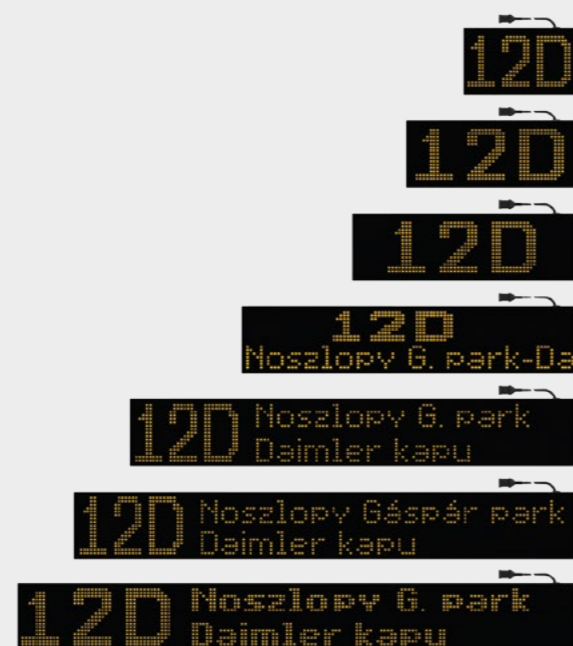 12D
12D
12D
12D
Noszlopy G. park-Da
12D Noszlopy G. park
Daimler kapu
12D Noszlopy Gáspár park
Daimler kapu
12D Noszlopy G. park
Daimler kapu